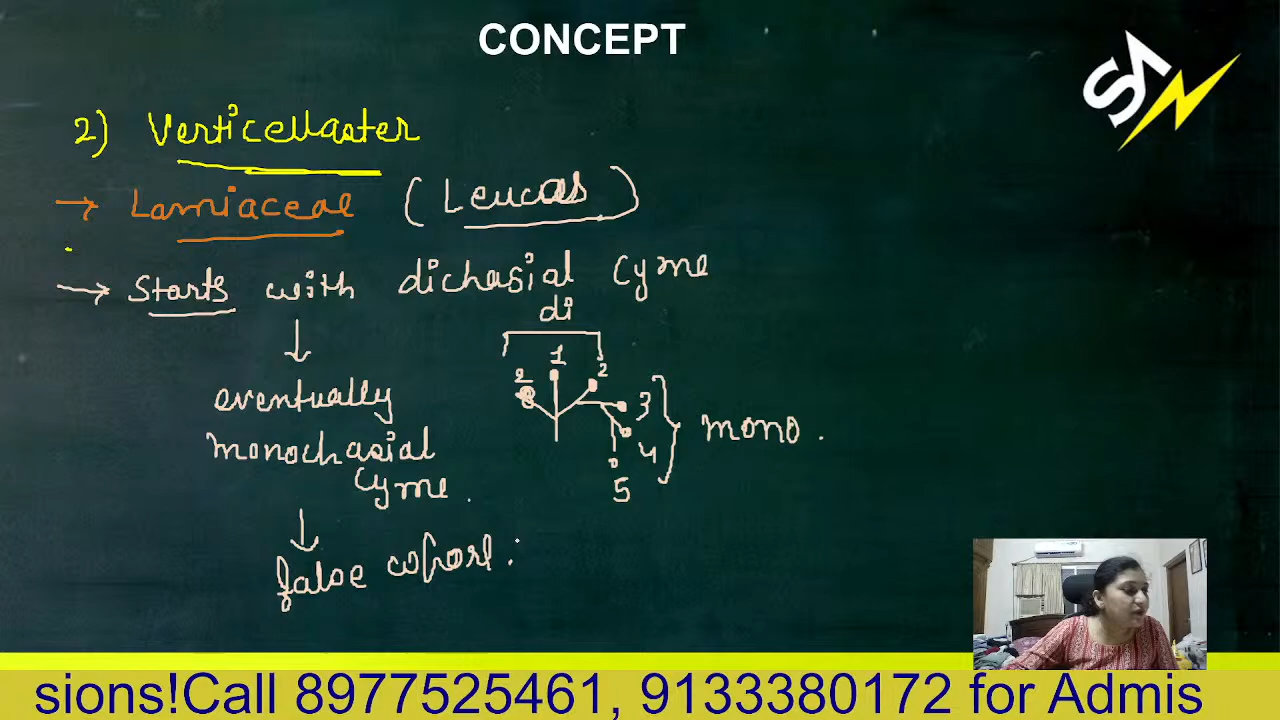 CONCEPT
SAN
2) Verticellaster
→ Lamiaceae (Leucas)
→ Starts with dichasial Cyme
↓
di
1
2 2
eventually
3
monochasial
4
mono.
Cyme.
5
↓
false whorl.
sions!Call 8977525461, 9133380172 for Admis